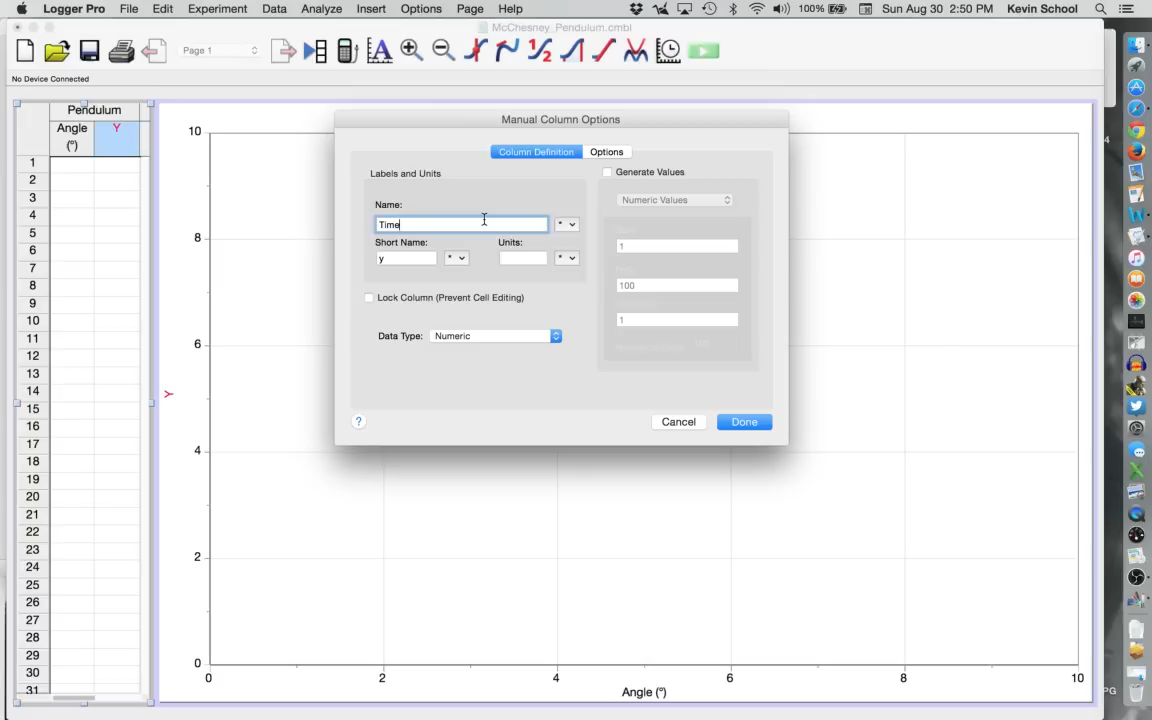 Logger Pro File Edit Experiment Data Analyze Insert Options Page Help 100% Sun Aug 30 2:50 PM Kevin School
McChesney_Pendulum.cmbl
Page 1
No Device Connected
Pendulum
Angle (°) Y
1
2
3
4
5
6
7
8
9
10
11
12
13
14
15
16
17
18
19
20
21
22
23
24
25
26
27
28
29
30
31
Manual Column Options
Column Definition Options
Labels and Units
Name:
Time
*
Short Name: Units:
y * *
Lock Column (Prevent Cell Editing)
Data Type: Numeric
Generate Values
Numeric Values
1
100
1
? Cancel Done
10
8
6
4
2
0
Y
0 2 4 6 8 10
Angle (°)